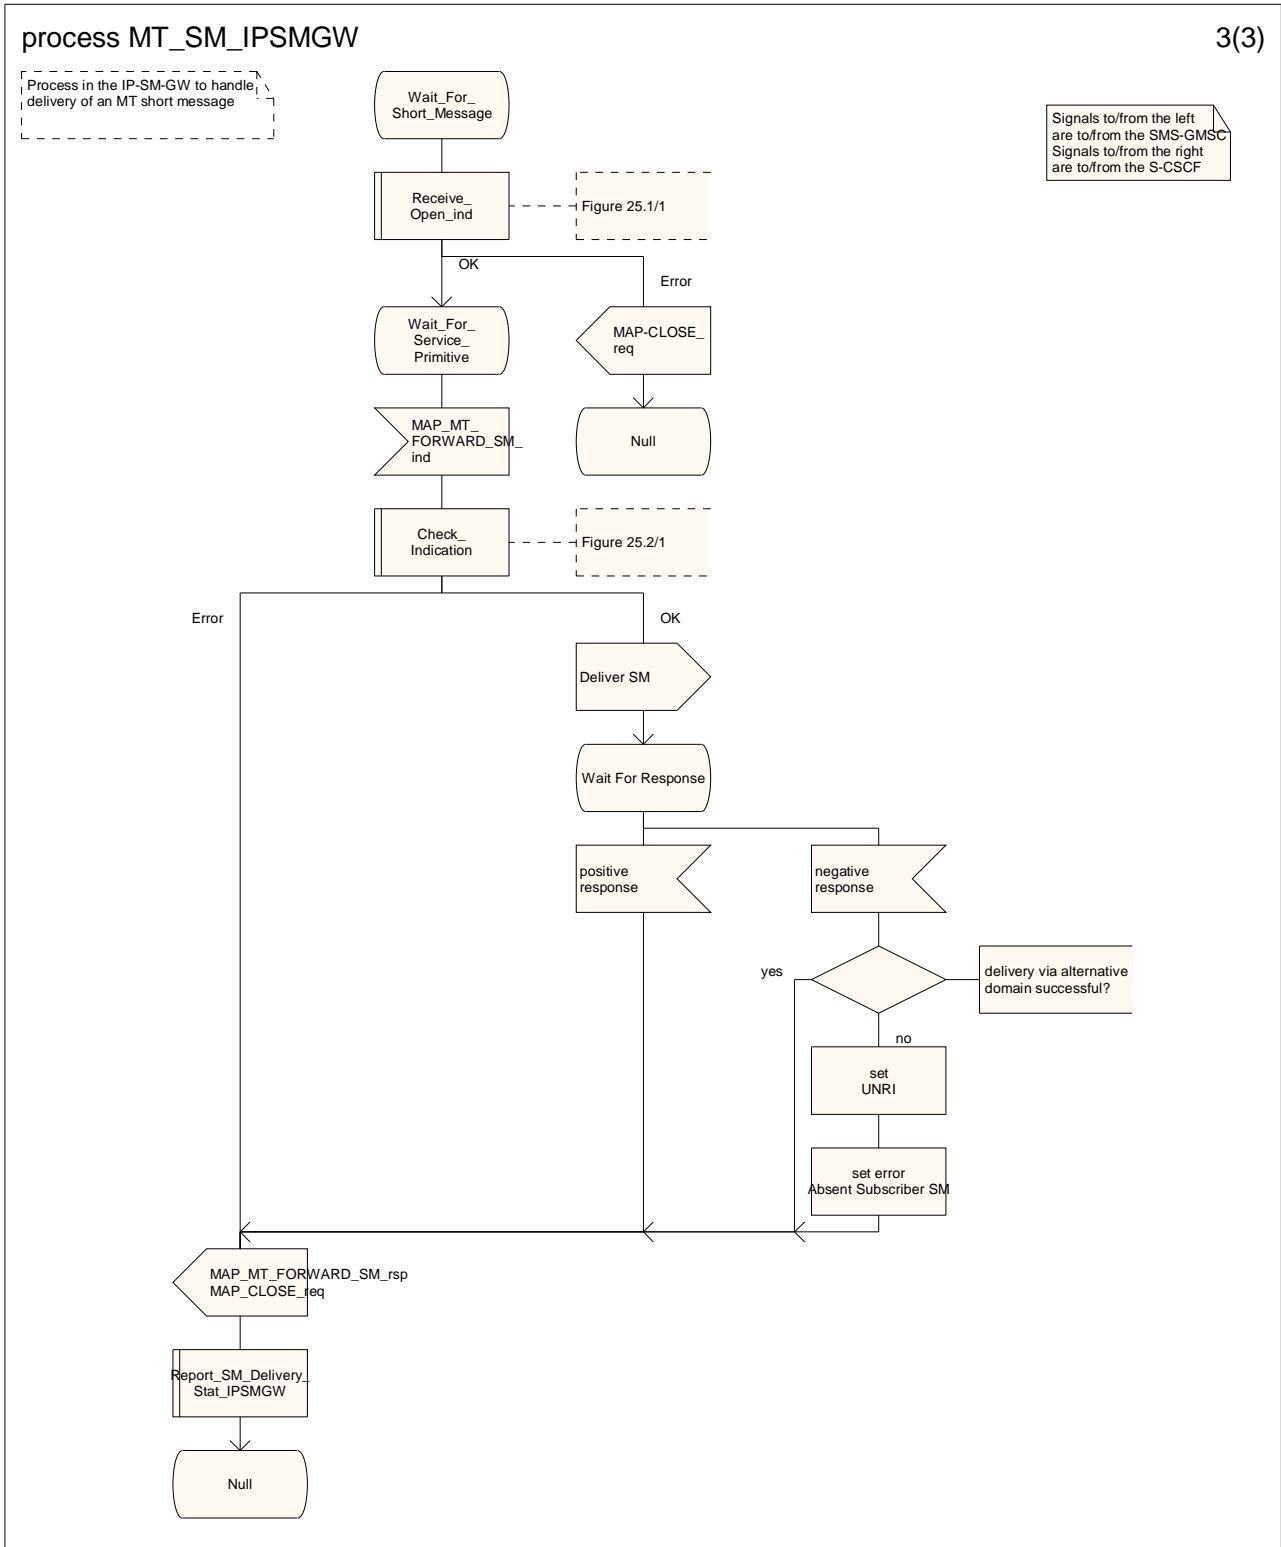 process MT_SM_IPSMGW
3(3)
Process in the IP-SM-GW to handle
delivery of an MT short message
Wait_For_
Short_Message
Signals to/from the left
are to/from the SMS-GMSC
Signals to/from the right
are to/from the S-CSCF
Receive_
Open_ind
Figure 25.1/1
OK
Error
Wait_For_
Service_
Primitive
MAP-CLOSE_
req
MAP_MT_
FORWARD_SM_
ind
Null
Check_
Indication
Figure 25.2/1
Error
OK
Deliver SM
Wait For Response
positive
response
negative
response
yes
delivery via alternative
domain successful?
no
set
UNRI
set error
Absent Subscriber SM
MAP_MT_FORWARD_SM_rsp
MAP_CLOSE_req
Report_SM_Delivery_
Stat_IPSMGW
Null